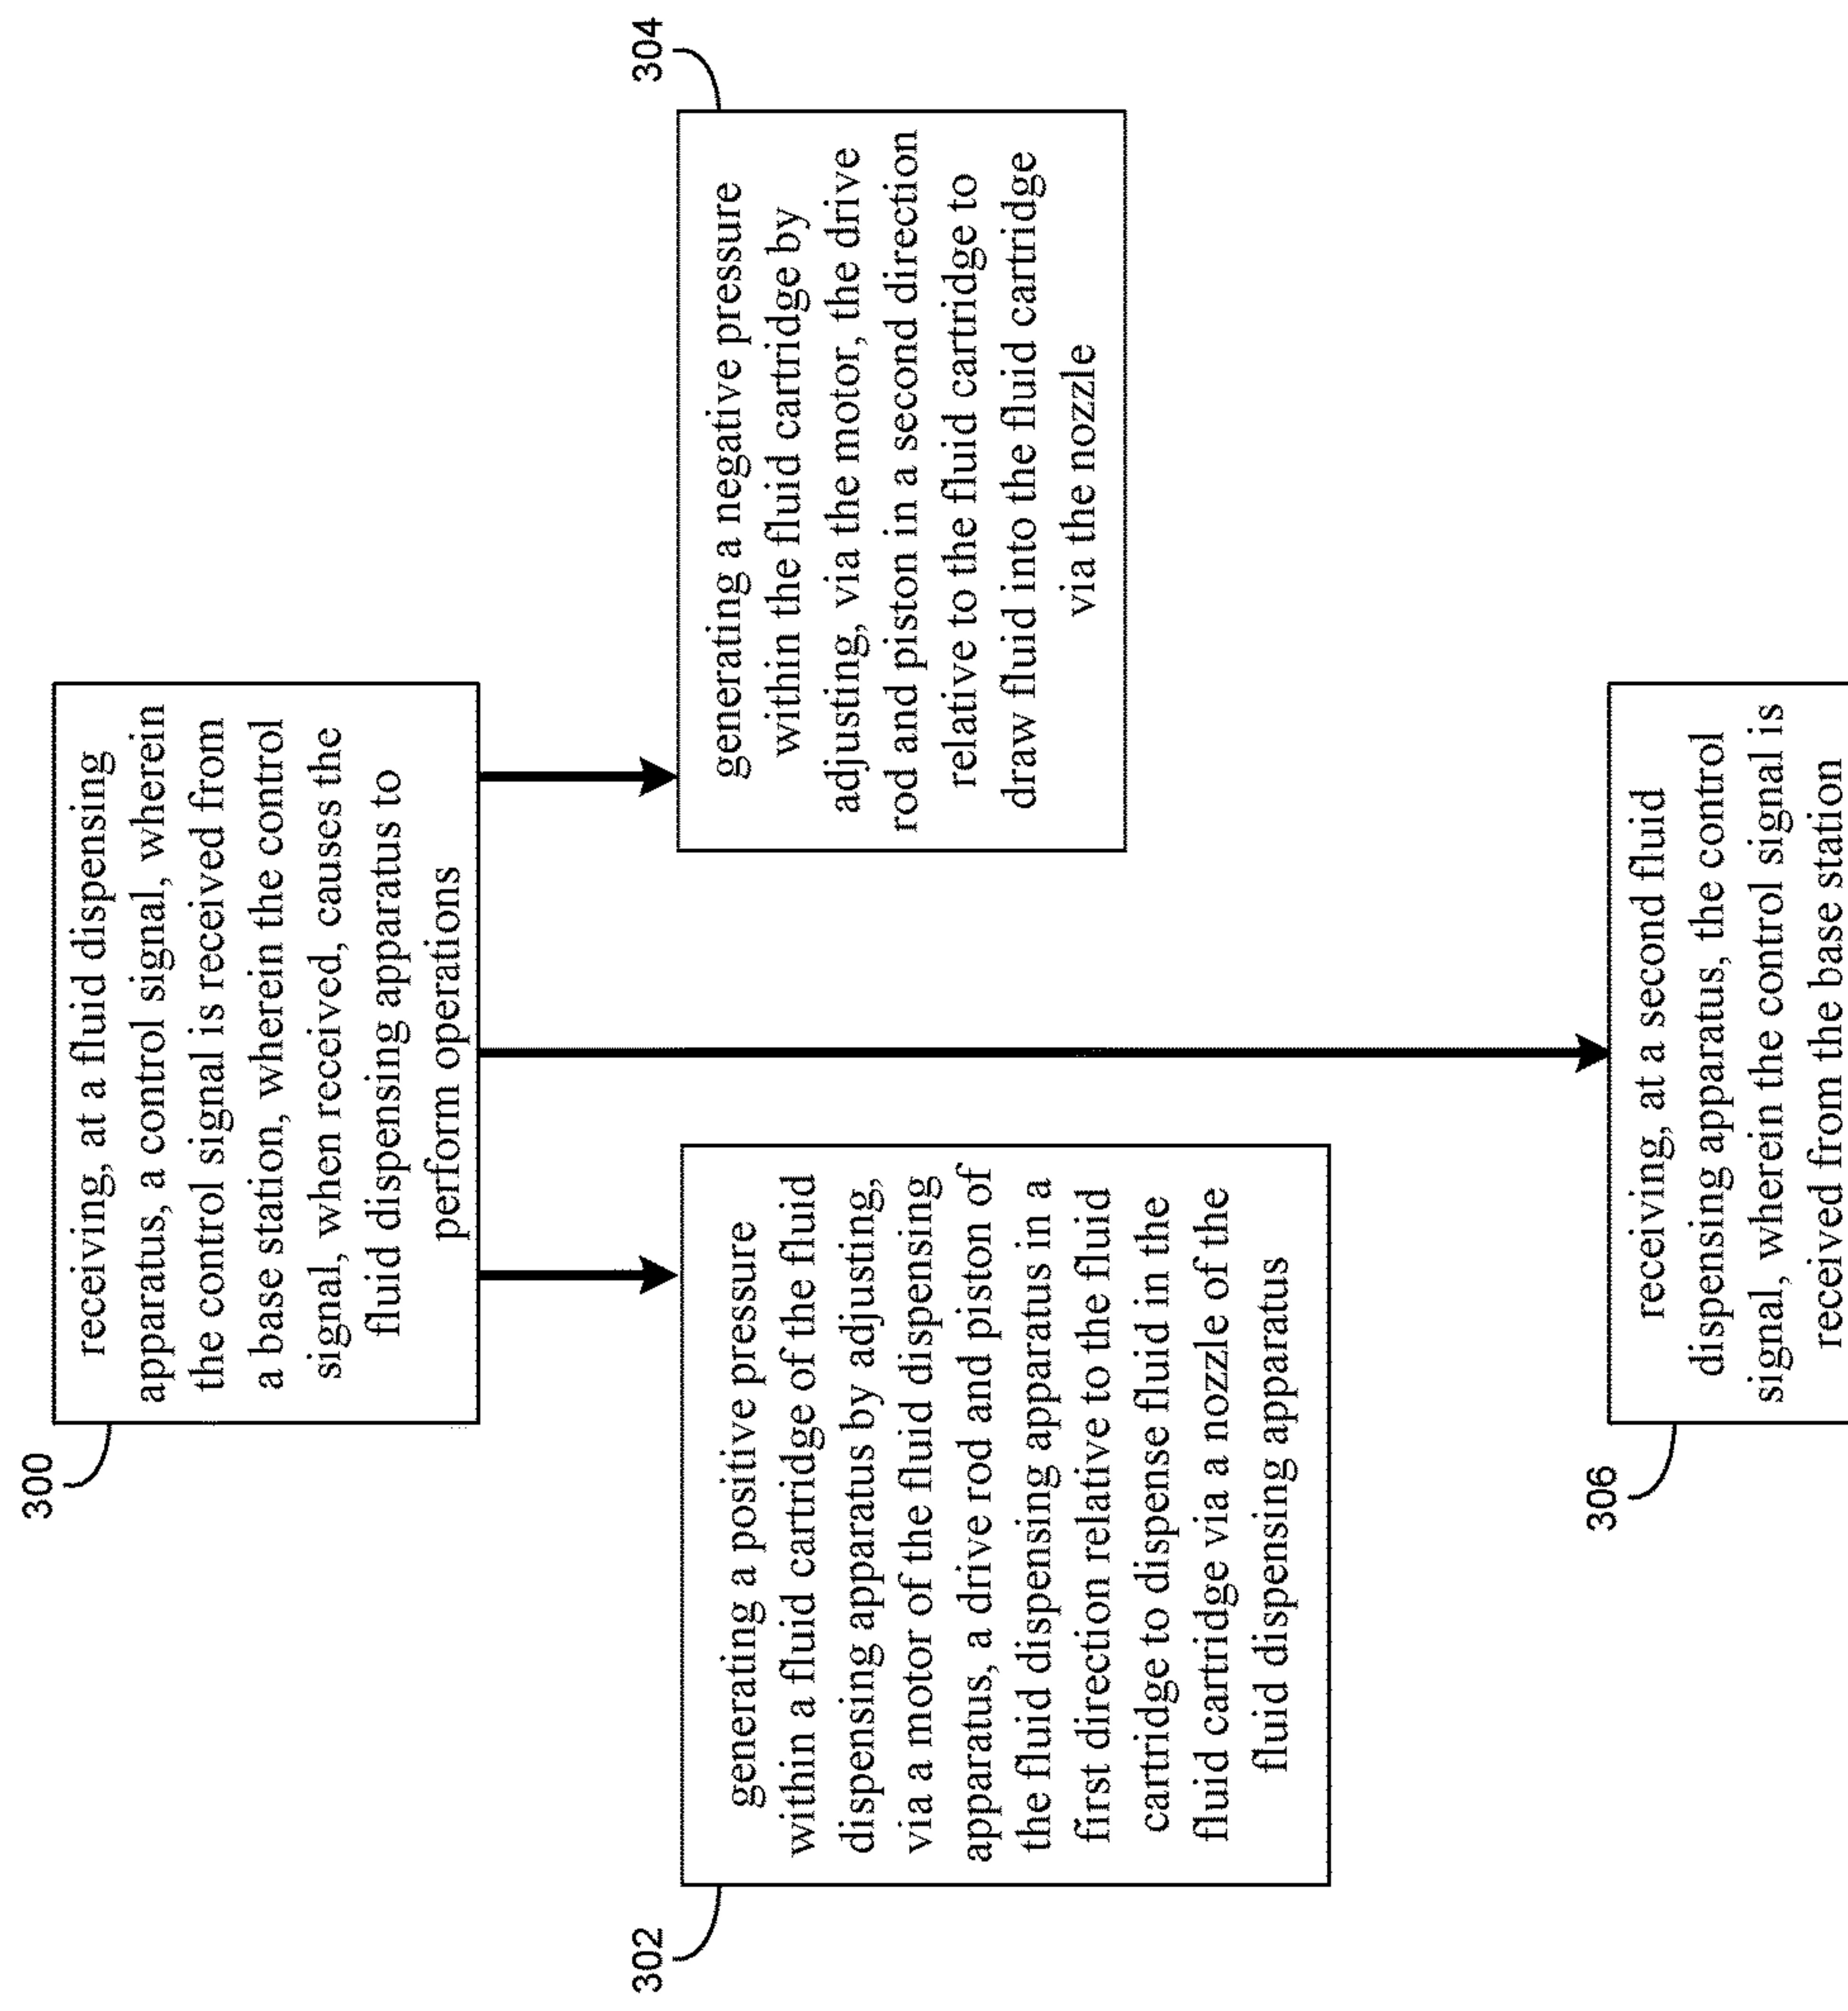 300
receiving, at a fluid dispensing
apparatus, a control signal, wherein
the control signal is received from
a base station, wherein the control
signal, when received, causes the
fluid dispensing apparatus to
perform operations
302
generating a positive pressure
within a fluid cartridge of the fluid
dispensing apparatus by adjusting,
via a motor of the fluid dispensing
apparatus, a drive rod and piston of
the fluid dispensing apparatus in a
first direction relative to the fluid
cartridge to dispense fluid in the
fluid cartridge via a nozzle of the
fluid dispensing apparatus
304
generating a negative pressure
within the fluid cartridge by
adjusting, via the motor, the drive
rod and piston in a second direction
relative to the fluid cartridge to
draw fluid into the fluid cartridge
via the nozzle
306
receiving, at a second fluid
dispensing apparatus, the control
signal, wherein the control signal is
received from the base station